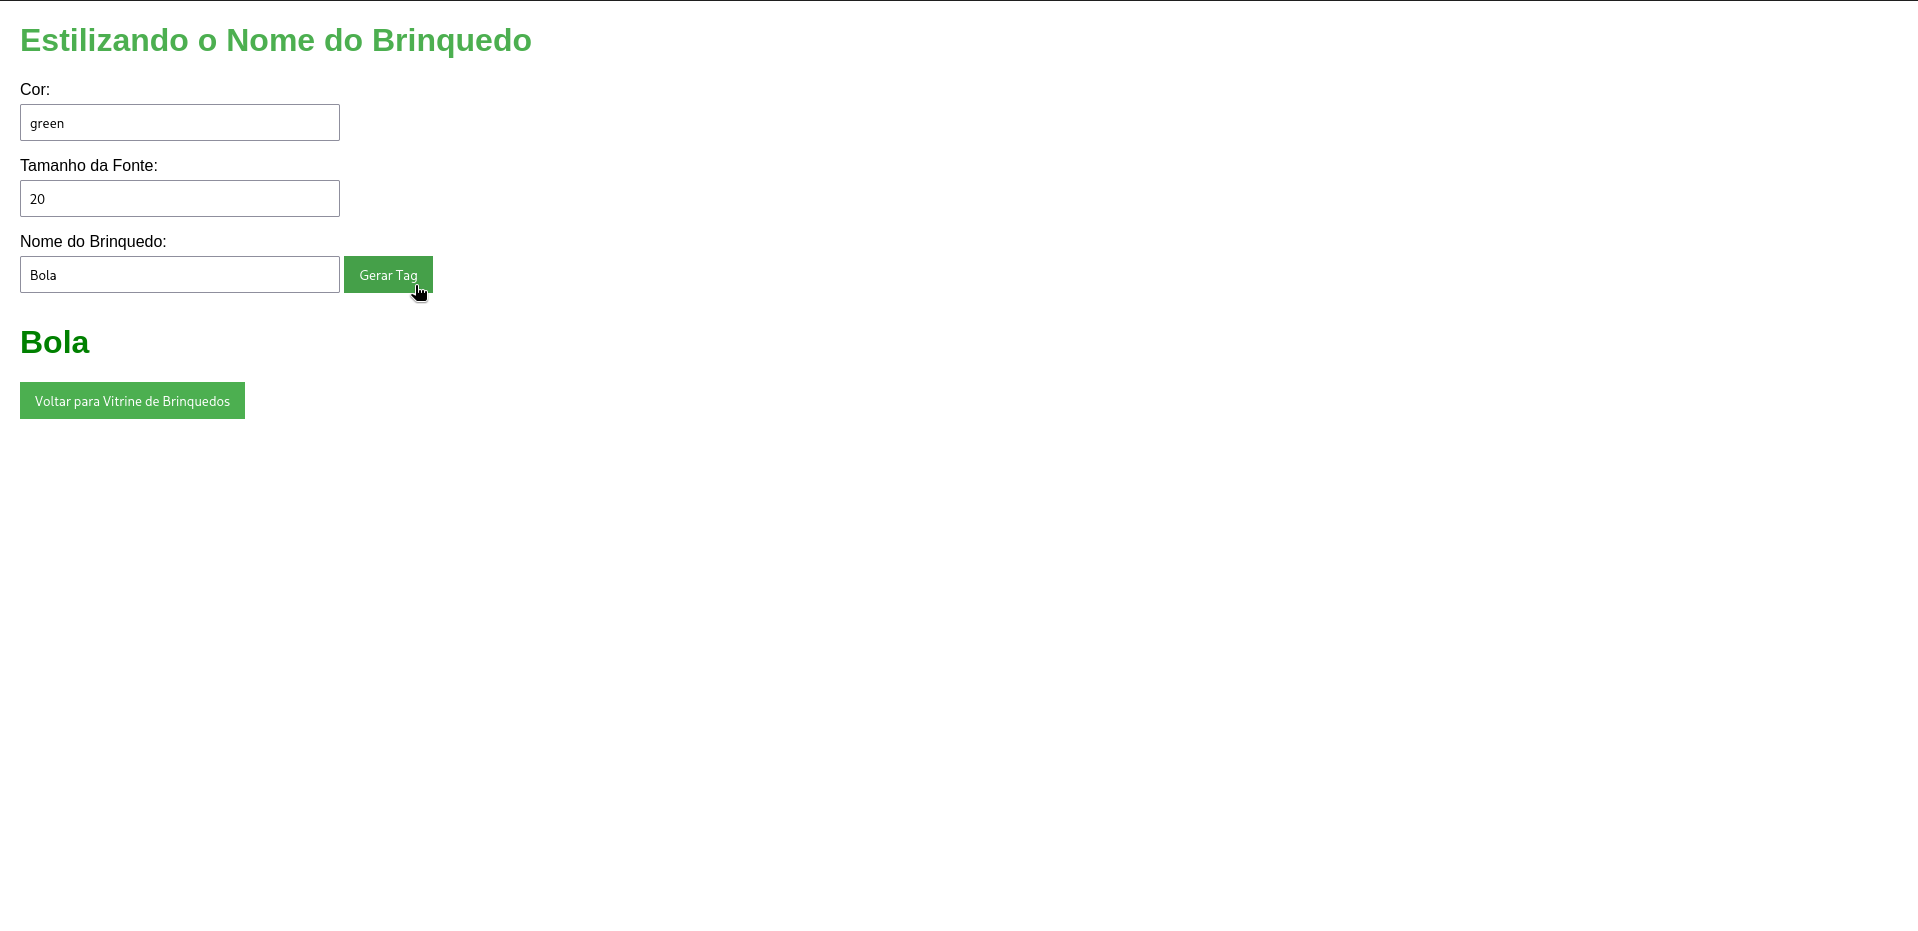 Estilizando o Nome do Brinquedo
Cor:
green
Tamanho da Fonte:
20
Nome do Brinquedo:
Bola Gerar Tag
Bola
Voltar para Vitrine de Brinquedos